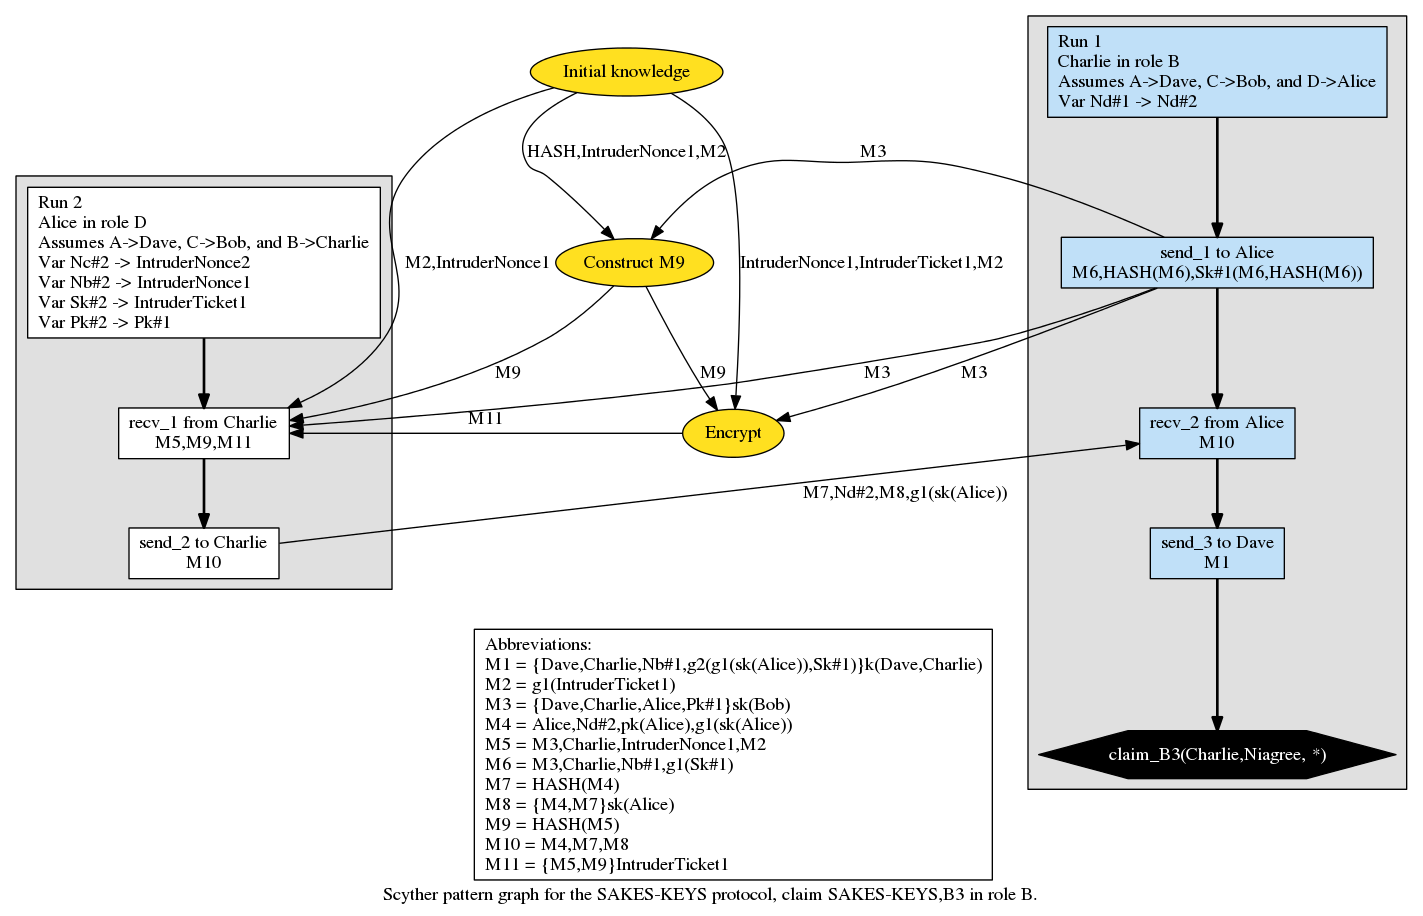 Run 1
Charlie in role B
Assumes A->Dave, C->Bob, and D->Alice
Var Nd#1 -> Nd#2
Initial knowledge
HASH,IntruderNonce1,M2
M3
Run 2
Alice in role D
Assumes A->Dave, C->Bob, and B->Charlie
Var Nc#2 -> IntruderNonce2
Var Nb#2 -> IntruderNonce1
Var Sk#2 -> IntruderTicket1
Var Pk#2 -> Pk#1
M2,IntruderNonce1
Construct M9
IntruderNonce1,IntruderTicket1,M2
send_1 to Alice
M6,HASH(M6),Sk#1(M6,HASH(M6))
M9
M9
M3
M3
recv_1 from Charlie
M5,M9,M11
M11
Encrypt
recv_2 from Alice
M10
M7,Nd#2,M8,g1(sk(Alice))
send_2 to Charlie
M10
send_3 to Dave
M1
Abbreviations:
M1 = {Dave,Charlie,Nb#1,g2(g1(sk(Alice)),Sk#1)}k(Dave,Charlie)
M2 = g1(IntruderTicket1)
M3 = {Dave,Charlie,Alice,Pk#1}sk(Bob)
M4 = Alice,Nd#2,pk(Alice),g1(sk(Alice))
M5 = M3,Charlie,IntruderNonce1,M2
M6 = M3,Charlie,Nb#1,g1(Sk#1)
M7 = HASH(M4)
M8 = {M4,M7}sk(Alice)
M9 = HASH(M5)
M10 = M4,M7,M8
M11 = {M5,M9}IntruderTicket1
claim_B3(Charlie,Niagree, *)
Scyther pattern graph for the SAKES-KEYS protocol, claim SAKES-KEYS,B3 in role B.